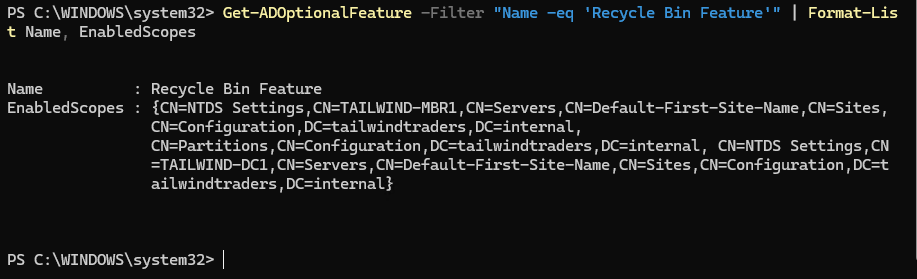 PS C:\WINDOWS\system32> Get-ADOptionalFeature -Filter "Name -eq 'Recycle Bin Feature'" | Format-Lis
t Name, EnabledScopes
Name          : Recycle Bin Feature
EnabledScopes : {CN=NTDS Settings,CN=TAILWIND-MBR1,CN=Servers,CN=Default-First-Site-Name,CN=Sites,
CN=Configuration,DC=tailwindtraders,DC=internal,
CN=Partitions,CN=Configuration,DC=tailwindtraders,DC=internal, CN=NTDS Settings,CN
=TAILWIND-DC1,CN=Servers,CN=Default-First-Site-Name,CN=Sites,CN=Configuration,DC=t
ailwindtraders,DC=internal}
PS C:\WINDOWS\system32>